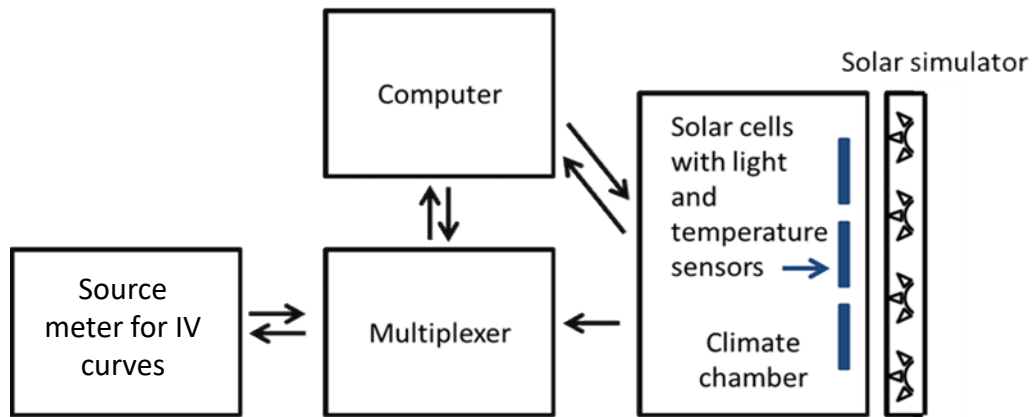 Computer
Solar simulator
Solar cells
with light
and
temperature
sensors
Climate
chamber
Source
meter for IV
curves
Multiplexer